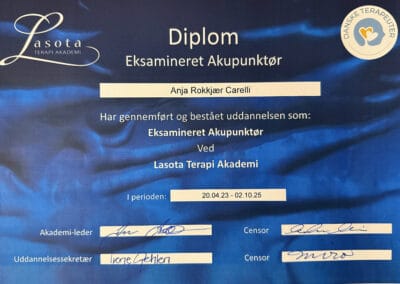 Lasota
TERAPI AKADEMI
DANSKE TERAPEUTER
Diplom
Eksamineret Akupunktør
Anja Rokkjær Carelli
Har gennemført og bestået uddannelsen som:
Eksamineret Akupunktør
Ved
Lasota Terapi Akademi
I perioden: 20.04.23 - 02.10.25
Akademi-leder Censor
Uddannelsessekretær Censor